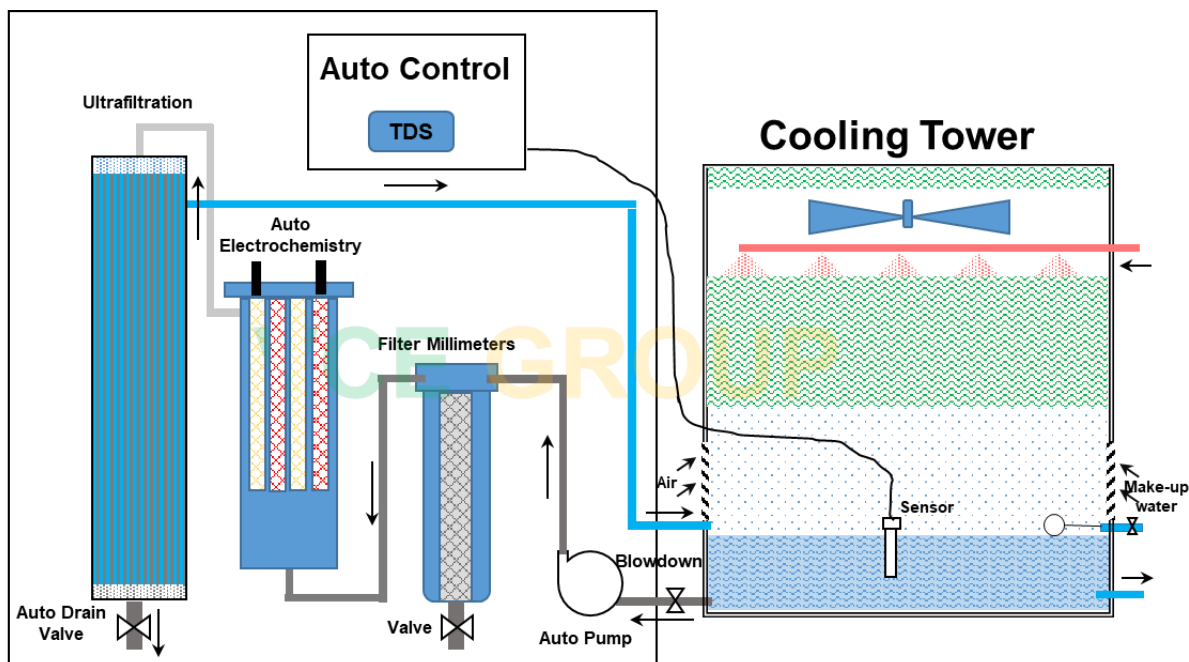 Auto Control
TDS
Ultrafiltration
Cooling Tower
Auto
Electrochemistry
Filter Millimeters
VCE GROUP
Air
Make-up
water
Sensor
Blowdown
Auto Drain
Valve
Valve
Auto Pump